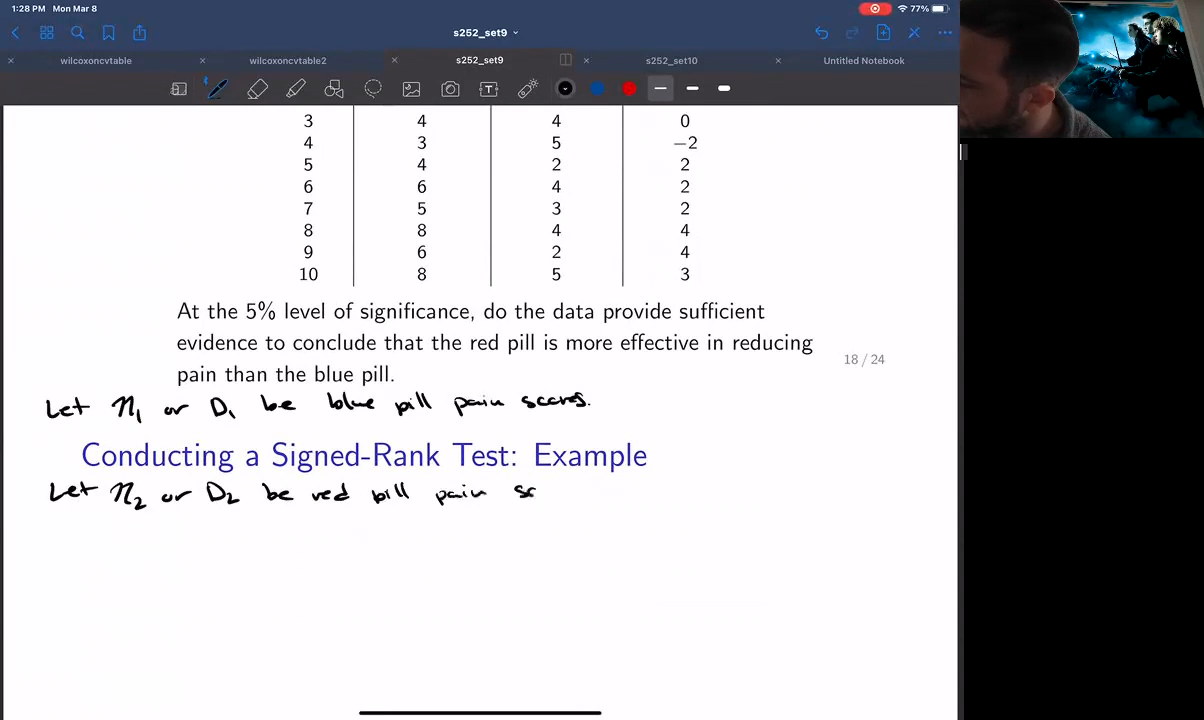 1:28 PM Mon Mar 8
77%
s252_set9
wilcoxoncvtable
wilcoxoncvtable2
s252_set9
s252_set10
Untitled Notebook
3 4 4 0
4 3 5 −2
5 4 2 2
6 6 4 2
7 5 3 2
8 8 4 4
9 6 2 4
10 8 5 3
At the 5% level of significance, do the data provide sufficient
evidence to conclude that the red pill is more effective in reducing
pain than the blue pill.
18 / 24
Let η₁ or D₁ be blue pill pain scores.
Conducting a Signed-Rank Test: Example
Let η₂ or D₂ be red pill pain sc